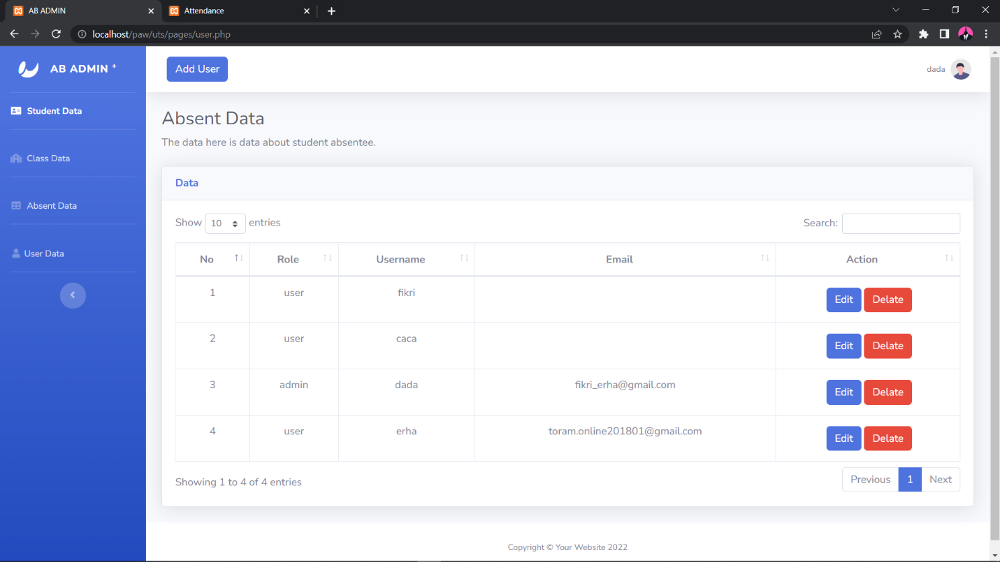 AB ADMIN
Attendance
localhost/paw/uts/pages/user.php
AB ADMIN +
Add User
dada
Student Data
Class Data
Absent Data
User Data
Absent Data
The data here is data about student absentee.
Data
Show 10 entries
Search:
No Role Username Email Action
1 user fikri Edit Delate
2 user caca Edit Delate
3 admin dada fikri_erha@gmail.com Edit Delate
4 user erha toram.online201801@gmail.com Edit Delate
Showing 1 to 4 of 4 entries
Previous 1 Next
Copyright © Your Website 2022